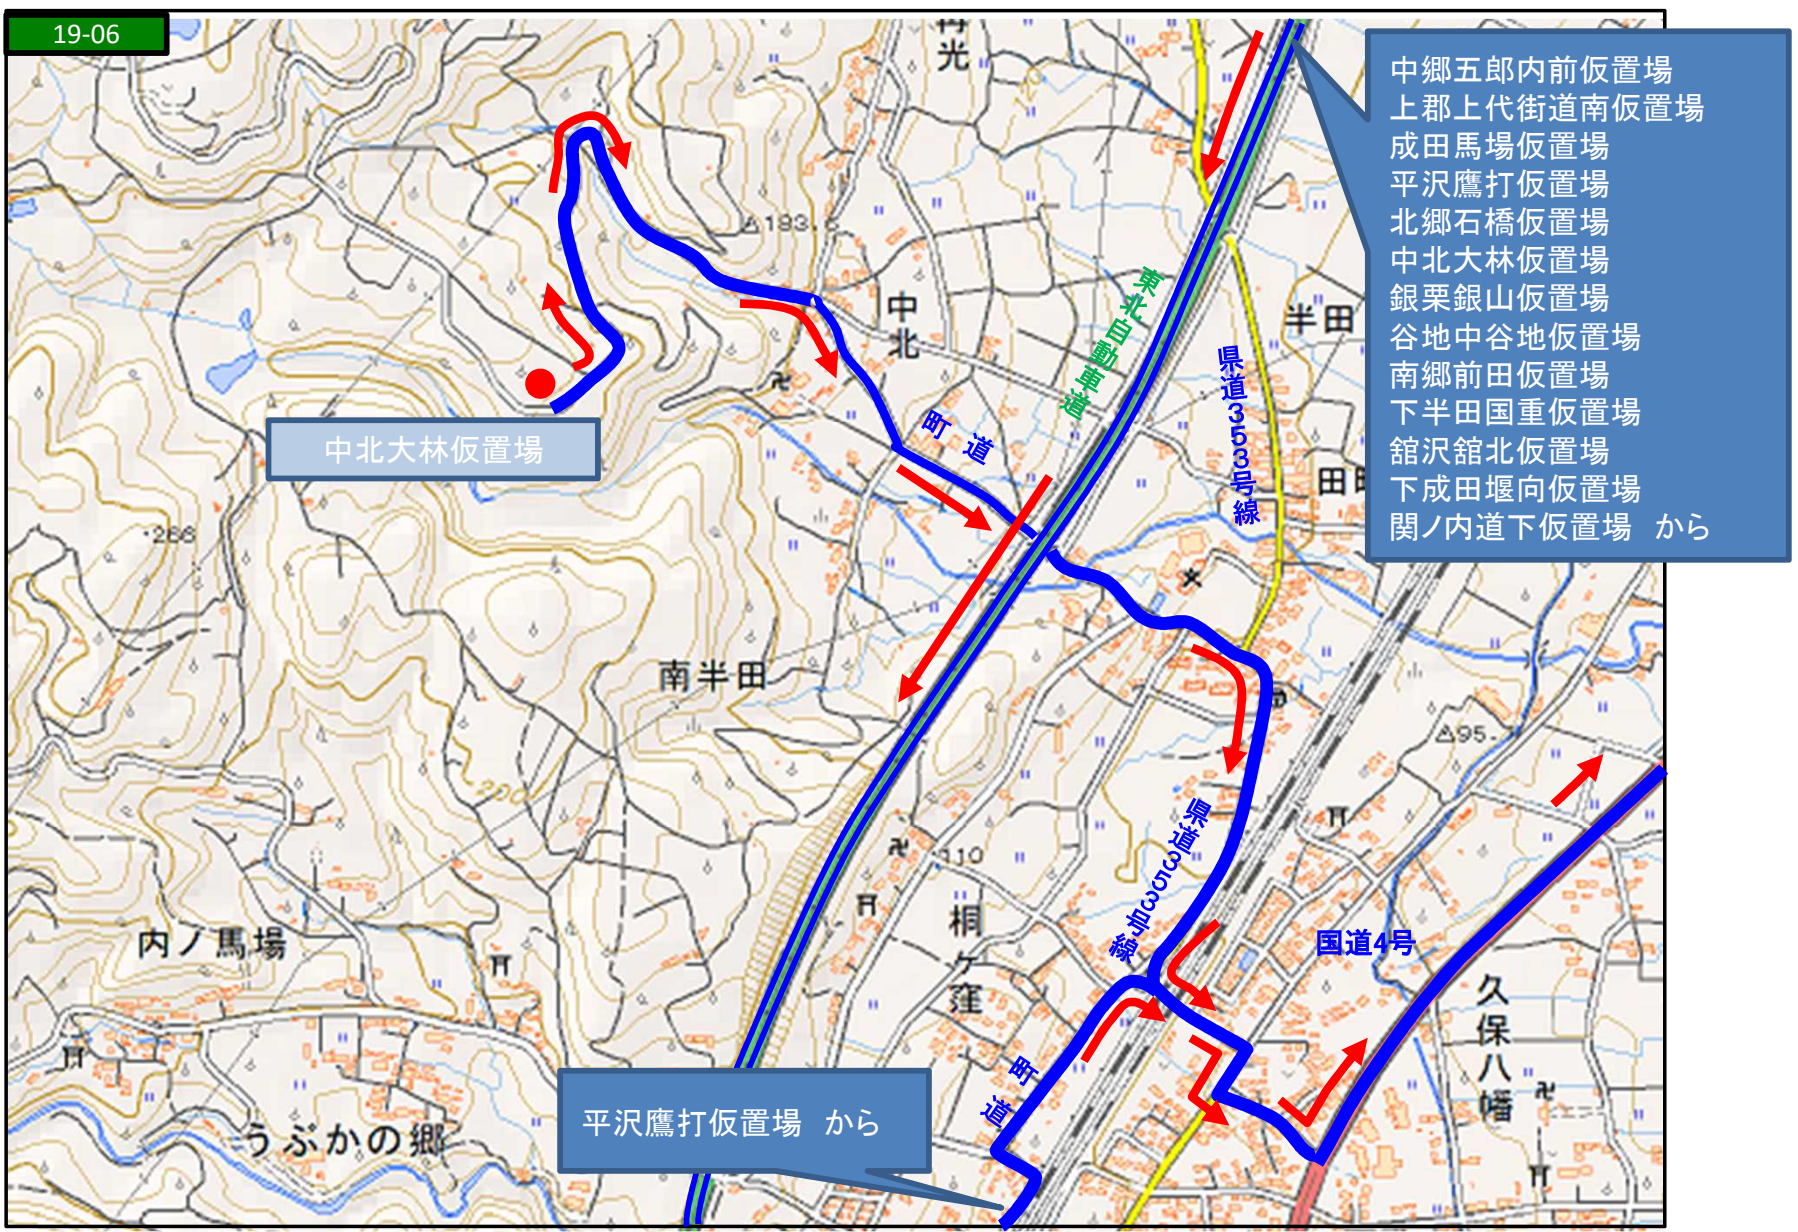 19-06
中郷五郎内前仮置場
上郡上代街道南仮置場
成田馬場仮置場
平沢鷹打仮置場
北郷石橋仮置場
中北大林仮置場
銀栗銀山仮置場
谷地中谷地仮置場
南郷前田仮置場
下半田国重仮置場
舘沢舘北仮置場
下成田堰向仮置場
関ノ内道下仮置場 から
183.
中北
東北自動車道
半田
県道353号線
中北大林仮置場
町道
田町
・266
南半田
95.
200
県道353号線
110
桐ケ窪
国道4号
内ノ馬場
久保八幡
町道
平沢鷹打仮置場 から
うぶかの郷